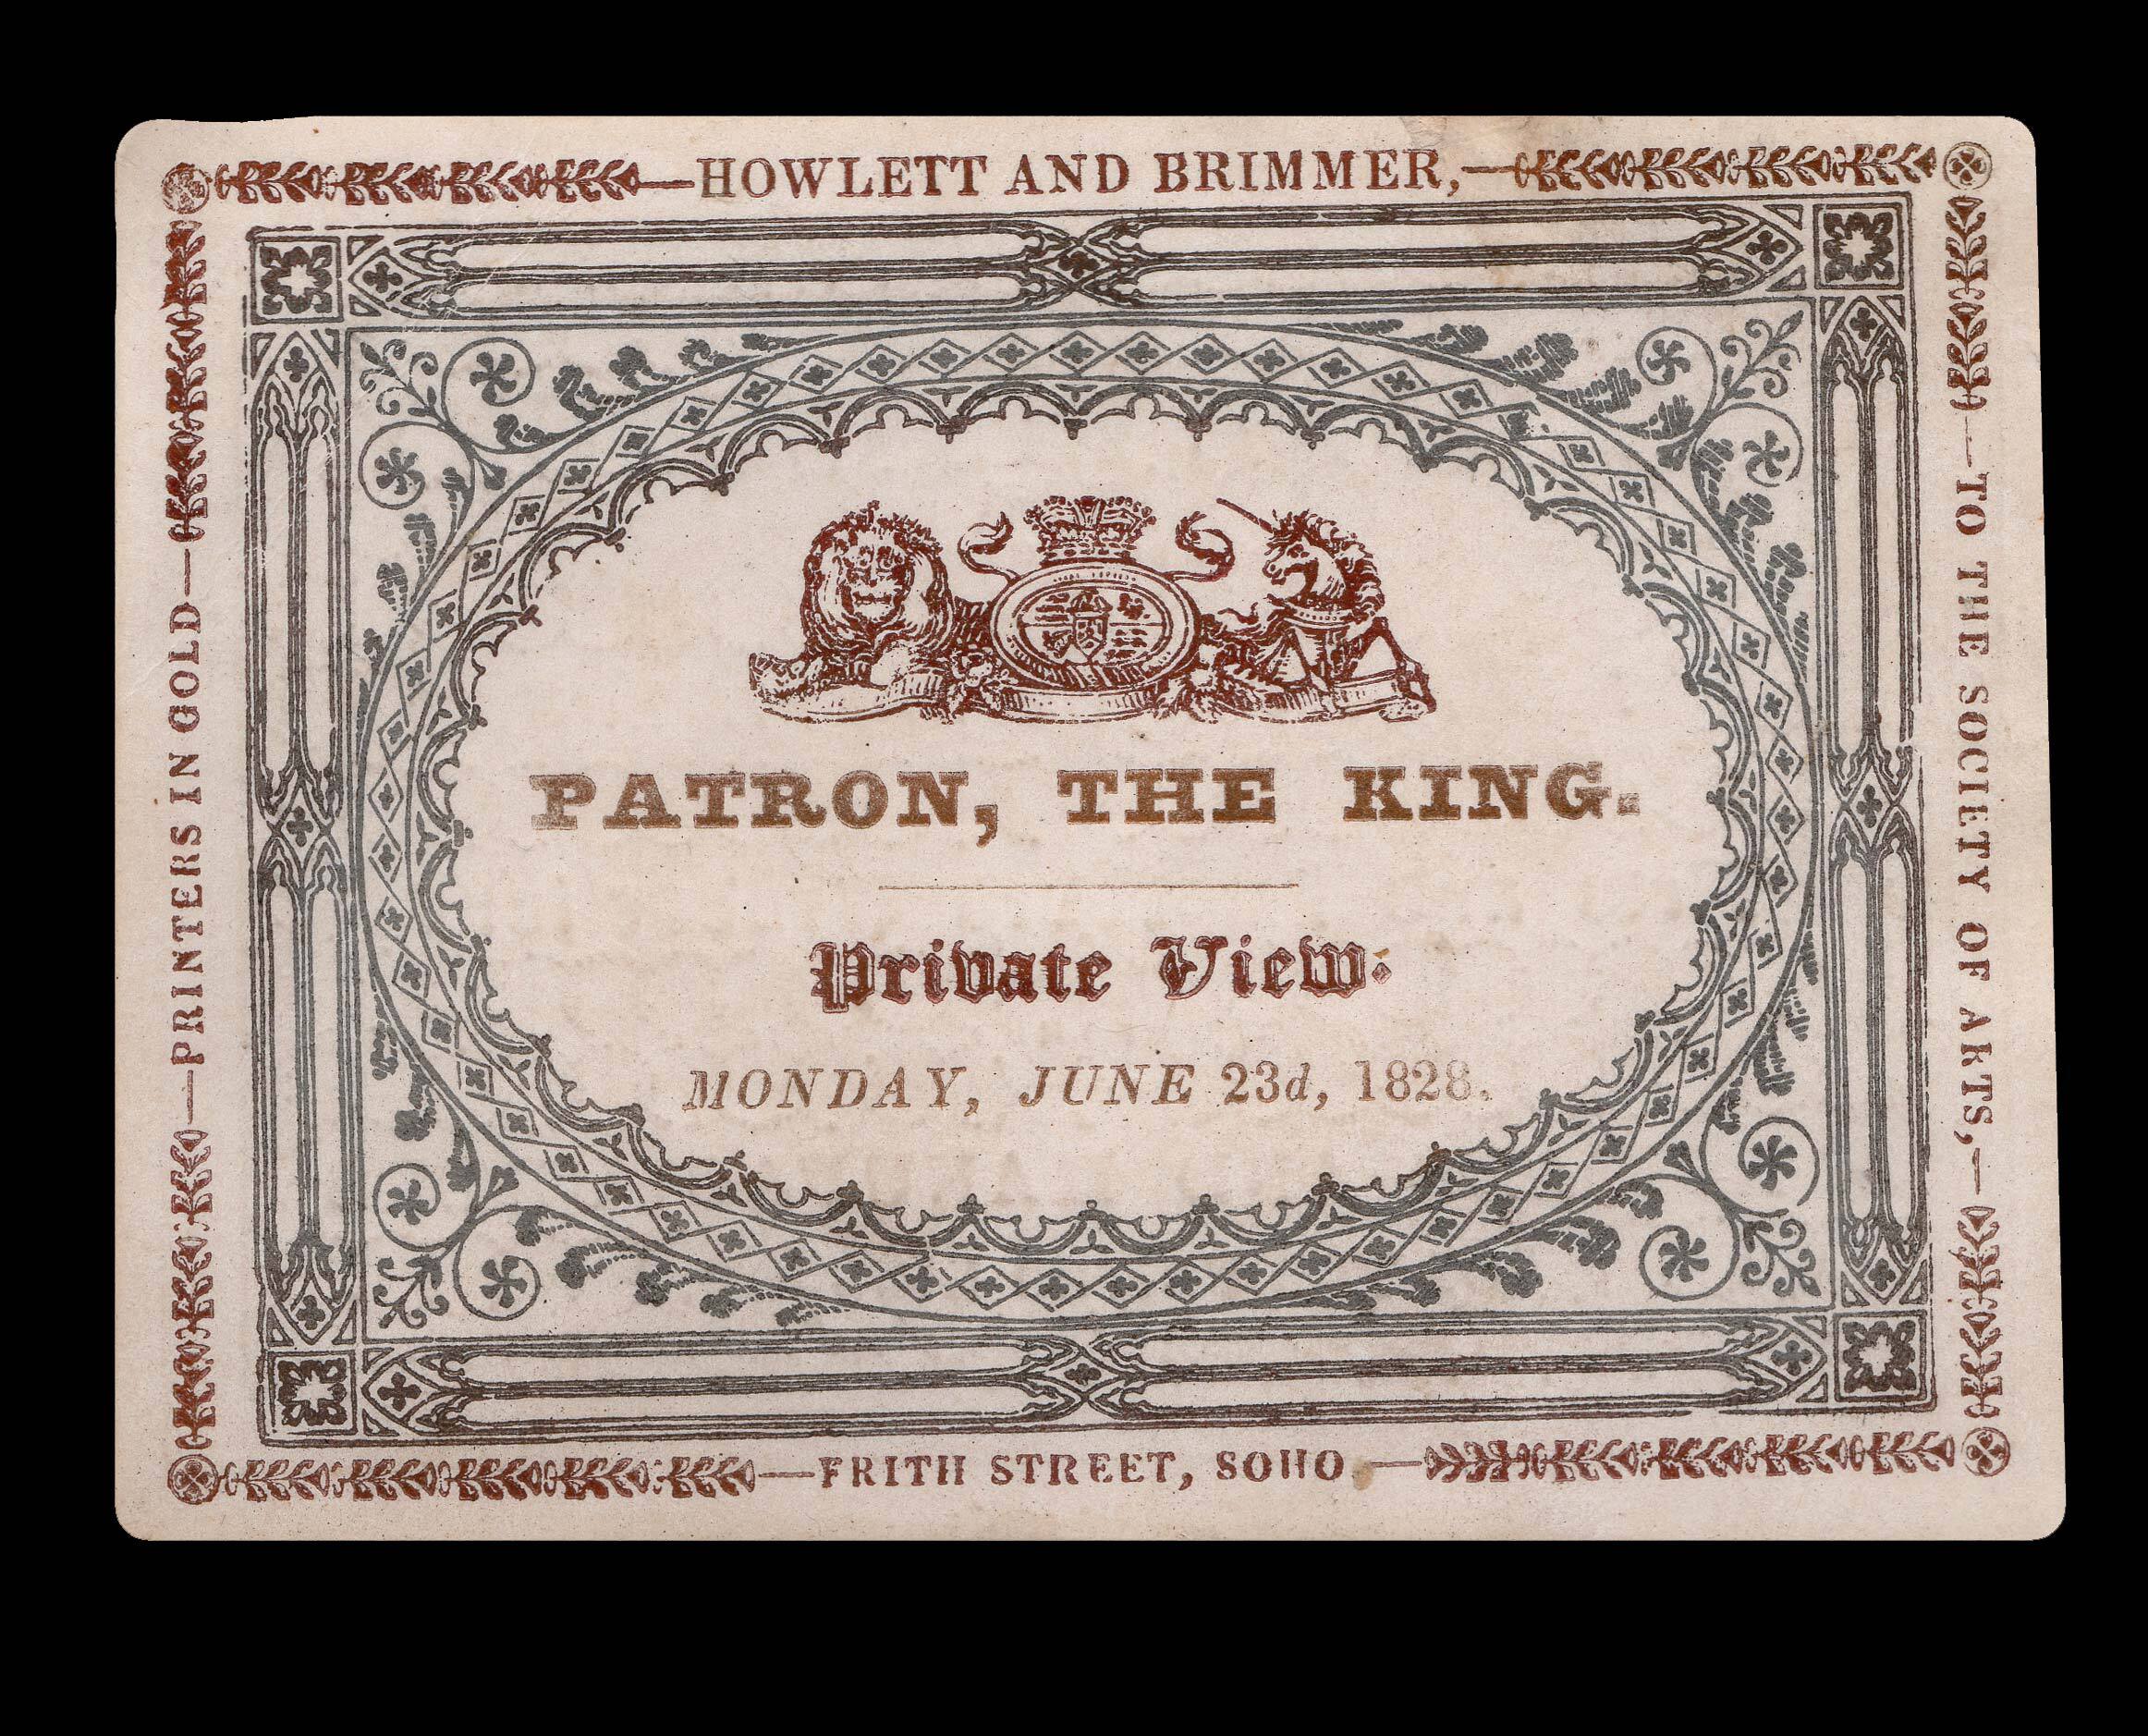 HOWLETT AND BRIMMER,
TO THE SOCIETY OF ARTS,
FRITH STREET, SOHO
PRINTERS IN GOLD
PATRON, THE KING.
Private View.
MONDAY, JUNE 23d, 1828.